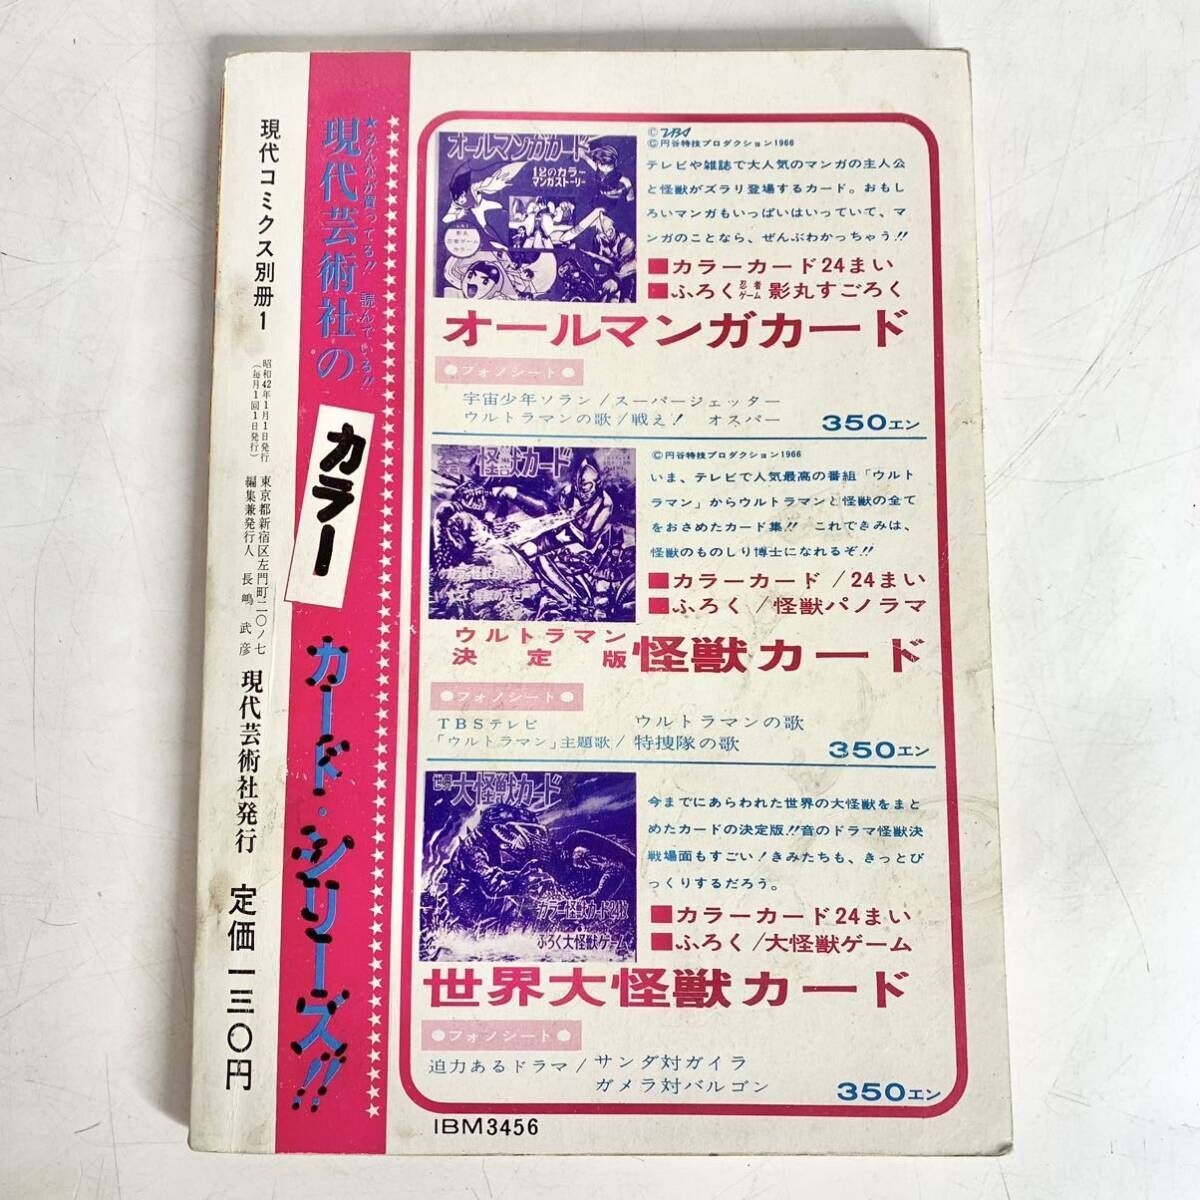 現代コミクス別冊1
昭和42年1月1日発行
(毎月1回1日発行)
東京都新宿区左門町二〇ノ七
編集兼発行人 長嶋武彦
現代芸術社発行
定価一三〇円
★みんなが買ってる!! 読んでいる!!
現代芸術社の
カラー
カード・シリーズ!!
オールマンガカード
12のカラー
マンガストーリー
©円谷特技プロダクション1966
テレビや雑誌で大人気のマンガの主人公
と怪獣がズラリ登場するカード。おもし
ろいマンガもいっぱいはいっていて、マ
ンガのことなら、ぜんぶわかっちゃう!!
■カラーカード24まい
■ふろく忍者ゲーム影丸すごろく
オールマンガカード
●フォノシート●
宇宙少年ソラン/スーパージェッター
ウルトラマンの歌/戦え! オスパー
350エン
怪獣カード
©円谷特技プロダクション1966
いま、テレビで人気最高の番組「ウルト
ラマン」からウルトラマンと怪獣の全て
をおさめたカード集!! これできみは、
怪獣のものしり博士になれるぞ!!
■カラーカード/24まい
■ふろく/怪獣パノラマ
ウルトラマン
決定版
怪獣カード
●フォノシート●
TBSテレビ
「ウルトラマン」主題歌/
ウルトラマンの歌
特捜隊の歌
350エン
世界大怪獣カード
カラー怪獣カード24枚
ふろく大怪獣ゲーム
今までにあらわれた世界の大怪獣をまと
めたカードの決定版!!音のドラマ怪獣決
戦場面もすごい!きみたちも、きっとび
っくりするだろう。
■カラーカード24まい
■ふろく/大怪獣ゲーム
世界大怪獣カード
●フォノシート●
迫力あるドラマ/サンダ対ガイラ
ガメラ対バルゴン
350エン
IBM3456